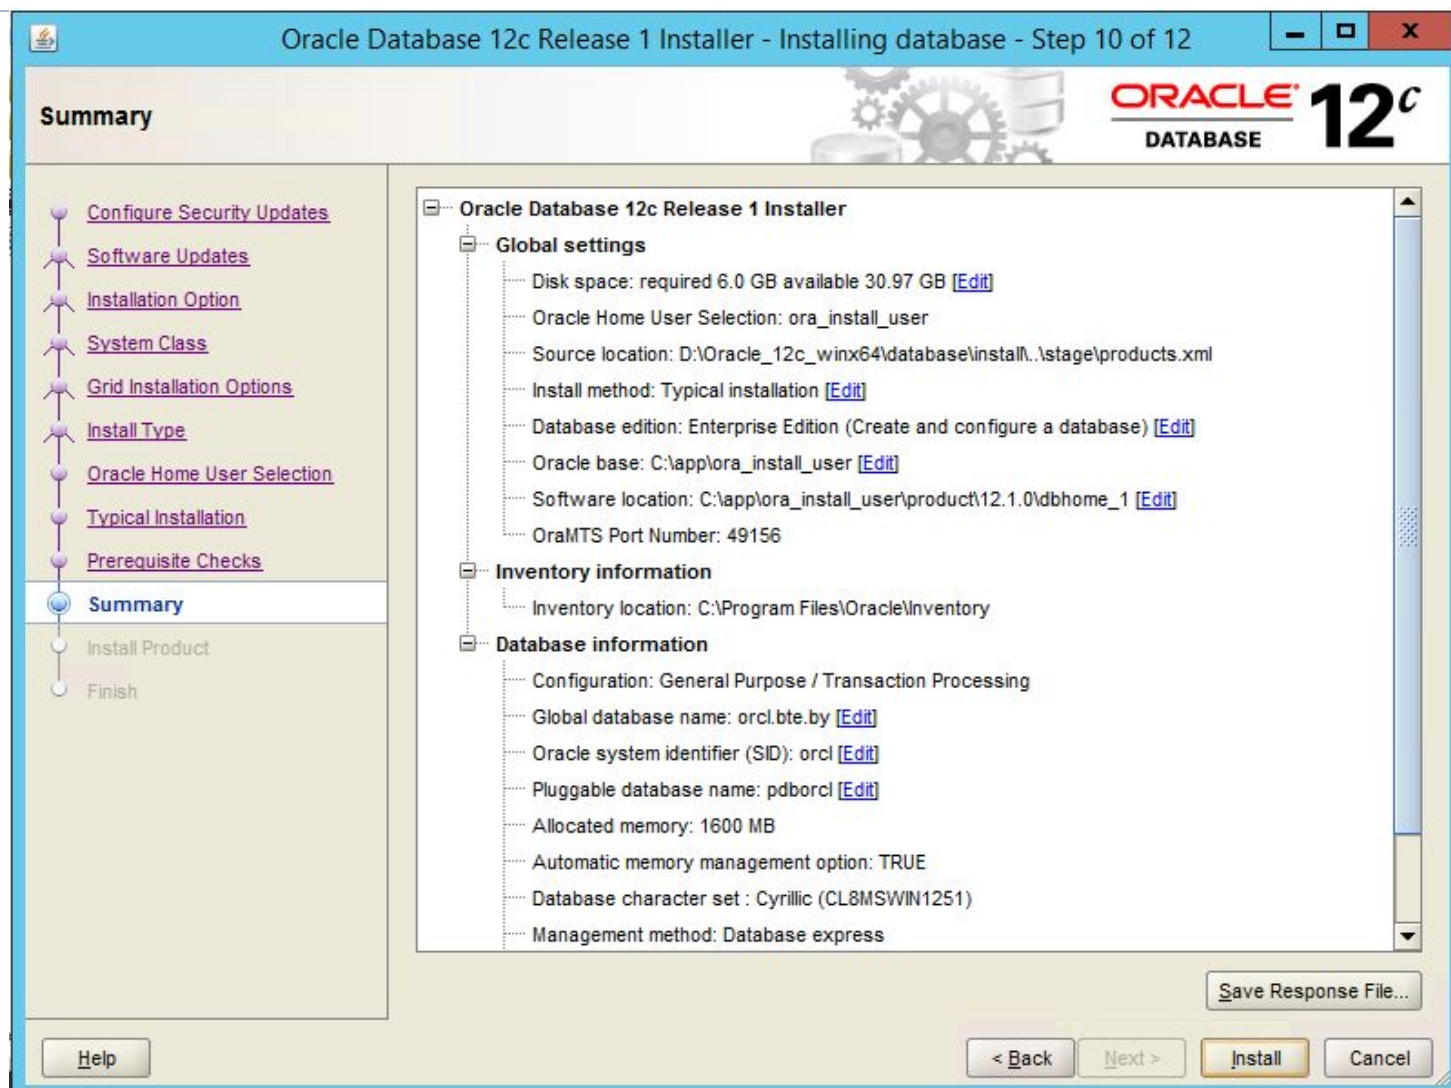 Oracle Database 12c Release 1 Installer - Installing database - Step 10 of 12
Summary
ORACLE DATABASE 12c
Configure Security Updates
Software Updates
Installation Option
System Class
Grid Installation Options
Install Type
Oracle Home User Selection
Typical Installation
Prerequisite Checks
Summary
Install Product
Finish
Oracle Database 12c Release 1 Installer
Global settings
Disk space: required 6.0 GB available 30.97 GB [Edit]
Oracle Home User Selection: ora_install_user
Source location: D:\Oracle_12c_winx64\database\install\..\stage\products.xml
Install method: Typical installation [Edit]
Database edition: Enterprise Edition (Create and configure a database) [Edit]
Oracle base: C:\app\ora_install_user [Edit]
Software location: C:\app\ora_install_user\product\12.1.0\dbhome_1 [Edit]
OraMTS Port Number: 49156
Inventory information
Inventory location: C:\Program Files\Oracle\Inventory
Database information
Configuration: General Purpose / Transaction Processing
Global database name: orcl.bte.by [Edit]
Oracle system identifier (SID): orcl [Edit]
Pluggable database name: pdborcl [Edit]
Allocated memory: 1600 MB
Automatic memory management option: TRUE
Database character set : Cyrillic (CL8MSWIN1251)
Management method: Database express
Save Response File...
Help
< Back
Next >
Install
Cancel